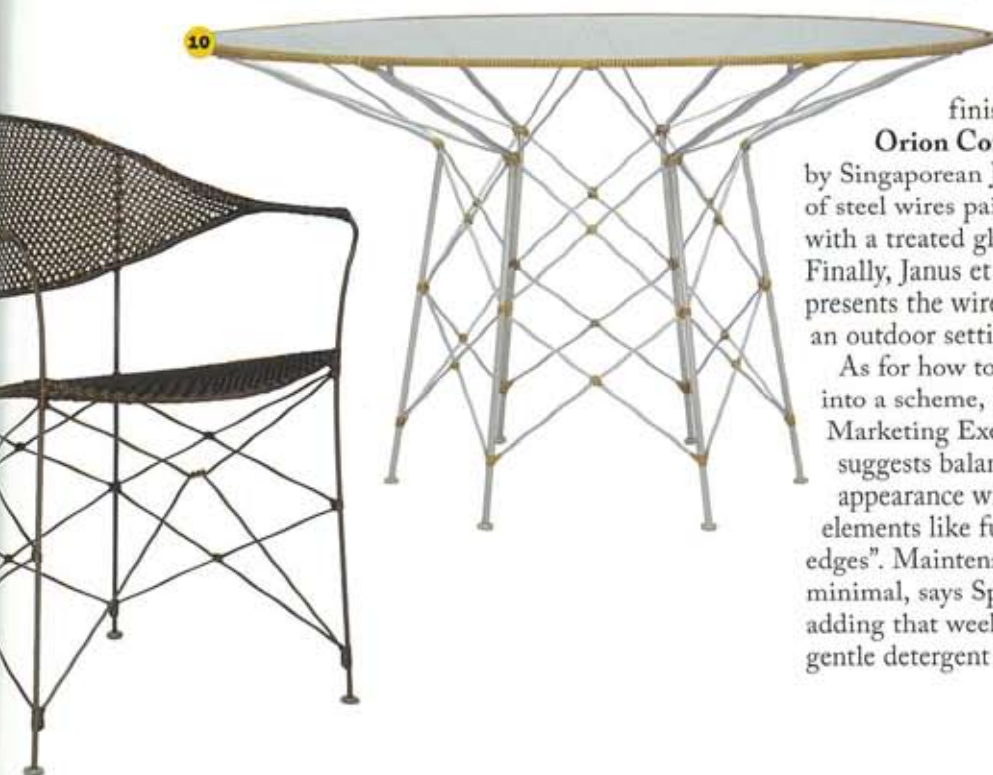 10
finis
Orion Co
by Singaporean J
of steel wires pai
with a treated gl
Finally, Janus et
presents the wire
an outdoor setti
As for how to
into a scheme,
Marketing Exe
suggests balan
appearance w
elements like fu
edges". Maintena
minimal, says Sp
adding that week
gentle detergent